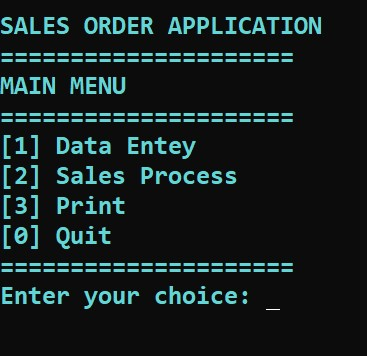 SALES ORDER APPLICATION
=====================
MAIN MENU
=====================
[1] Data Entey
[2] Sales Process
[3] Print
[0] Quit
=====================
Enter your choice: _